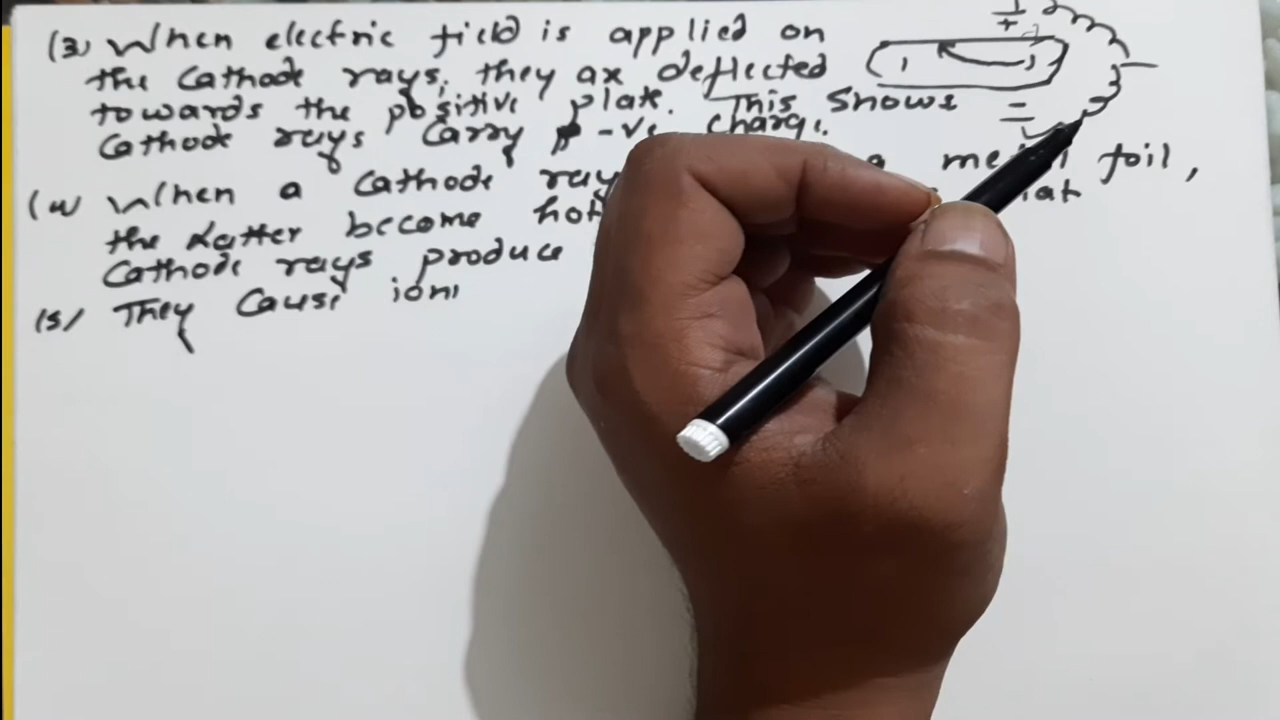 (3) When electric field is applied on
the Cathode rays, they are deflected
towards the positive plate. This Shows
Cathode rays Carry -ve charge.
(4) When a Cathode ray a metal foil,
the Latter become hot
Cathode rays produce
(5) They Cause ioni
+